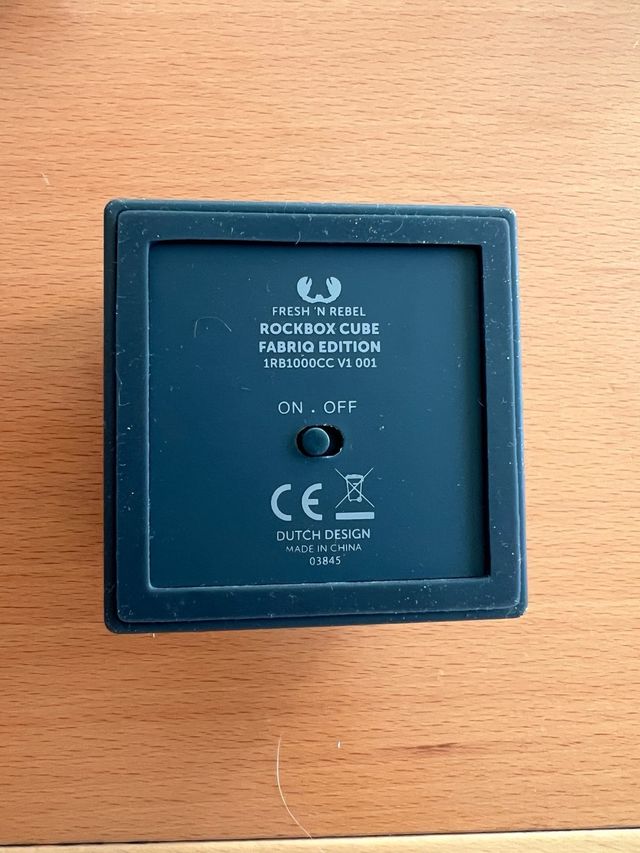 FRESH 'N REBEL
ROCKBOX CUBE
FABRIQ EDITION
1RB1000CC V1 001
ON . OFF
CE
DUTCH DESIGN
MADE IN CHINA
03845